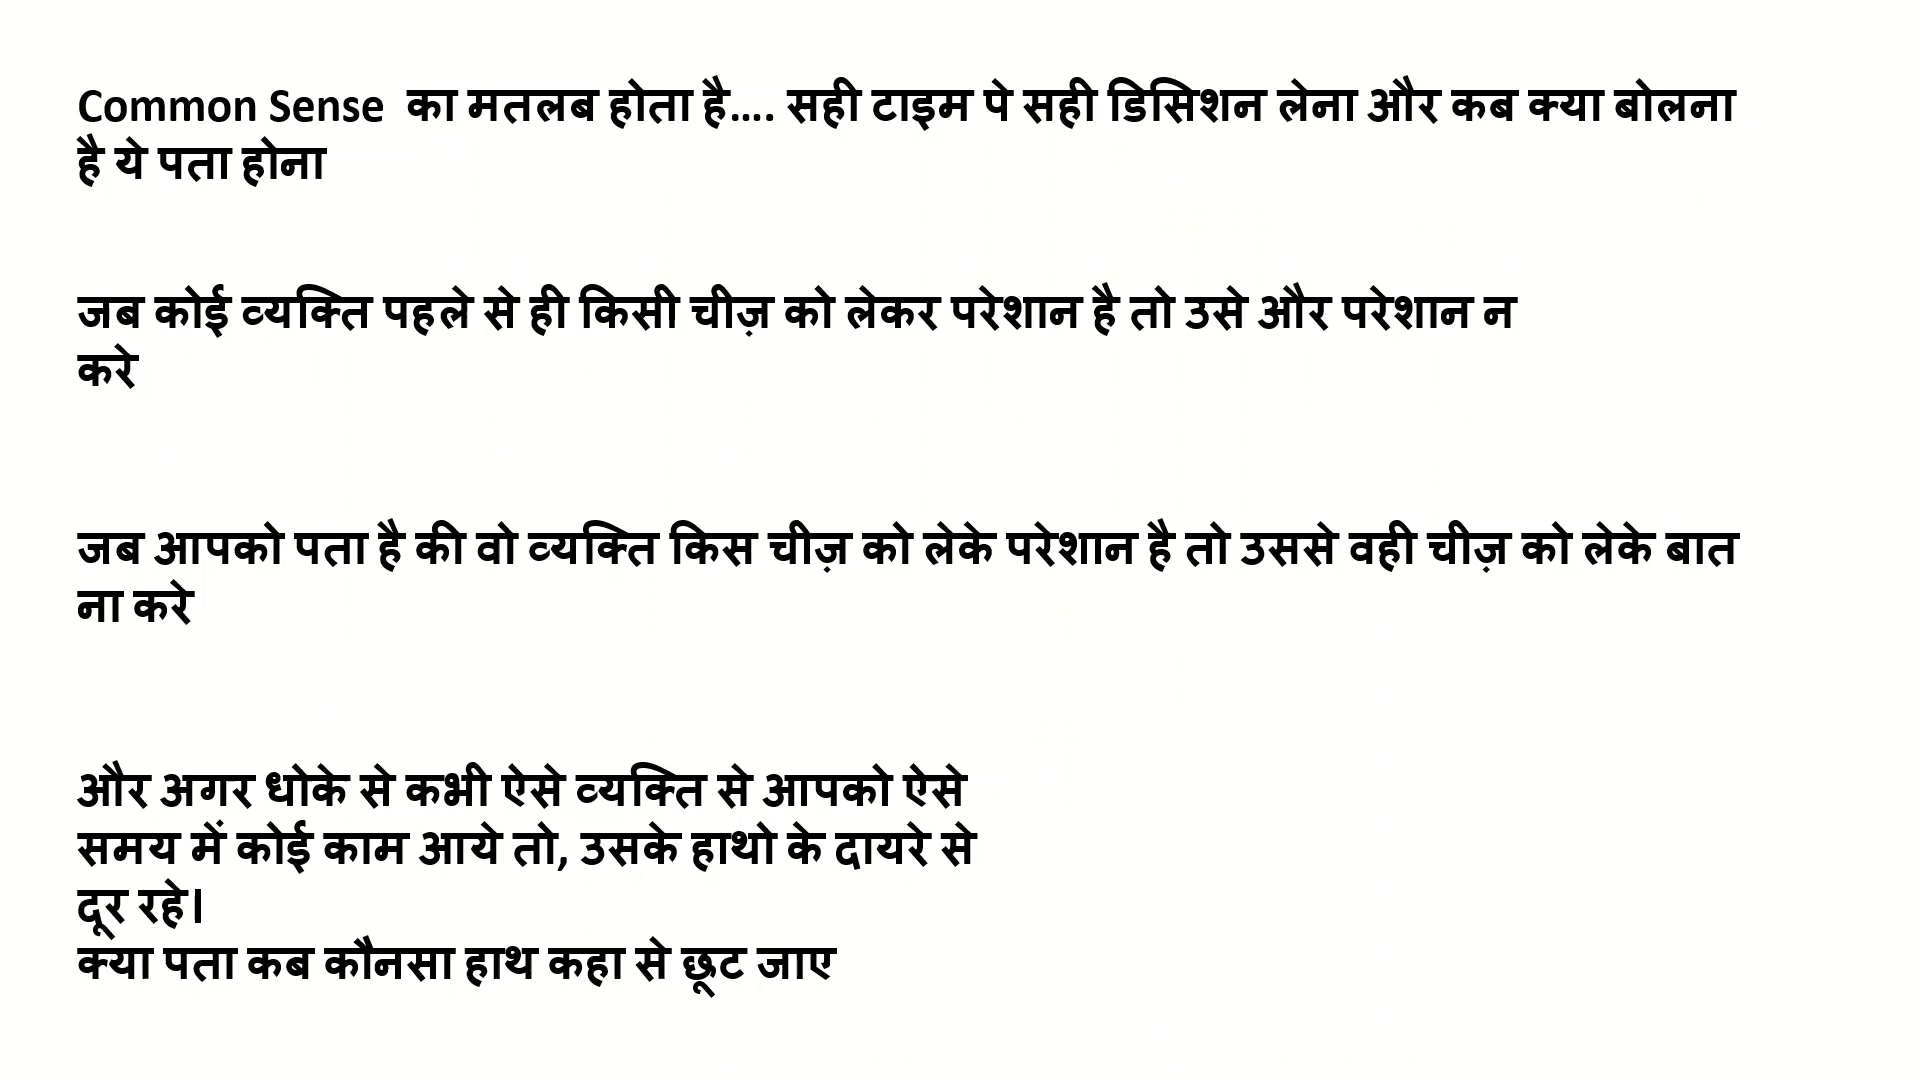 Common Sense  का मतलब होता है.... सही टाइम पे सही डिसिशन लेना और कब क्या बोलना
है ये पता होना
जब कोई व्यक्ति पहले से ही किसी चीज़ को लेकर परेशान है तो उसे और परेशान न
करे
जब आपको पता है की वो व्यक्ति किस चीज़ को लेके परेशान है तो उससे वही चीज़ को लेके बात
ना करे
और अगर धोके से कभी ऐसे व्यक्ति से आपको ऐसे
समय में कोई काम आये तो, उसके हाथो के दायरे से
दूर रहे।
क्या पता कब कौनसा हाथ कहा से छूट जाए